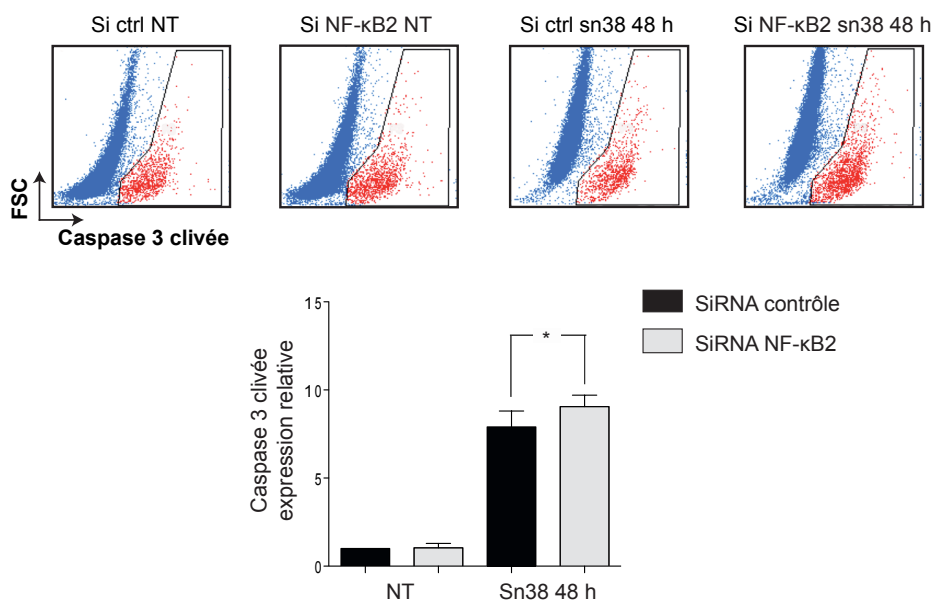 Si ctrl NT
Si NF-κB2 NT
Si ctrl sn38 48 h
Si NF-κB2 sn38 48 h
FSC
Caspase 3 clivée
Caspase 3 clivée
expression relative
15
10
5
0
*
NT
Sn38 48 h
SiRNA contrôle
SiRNA NF-κB2